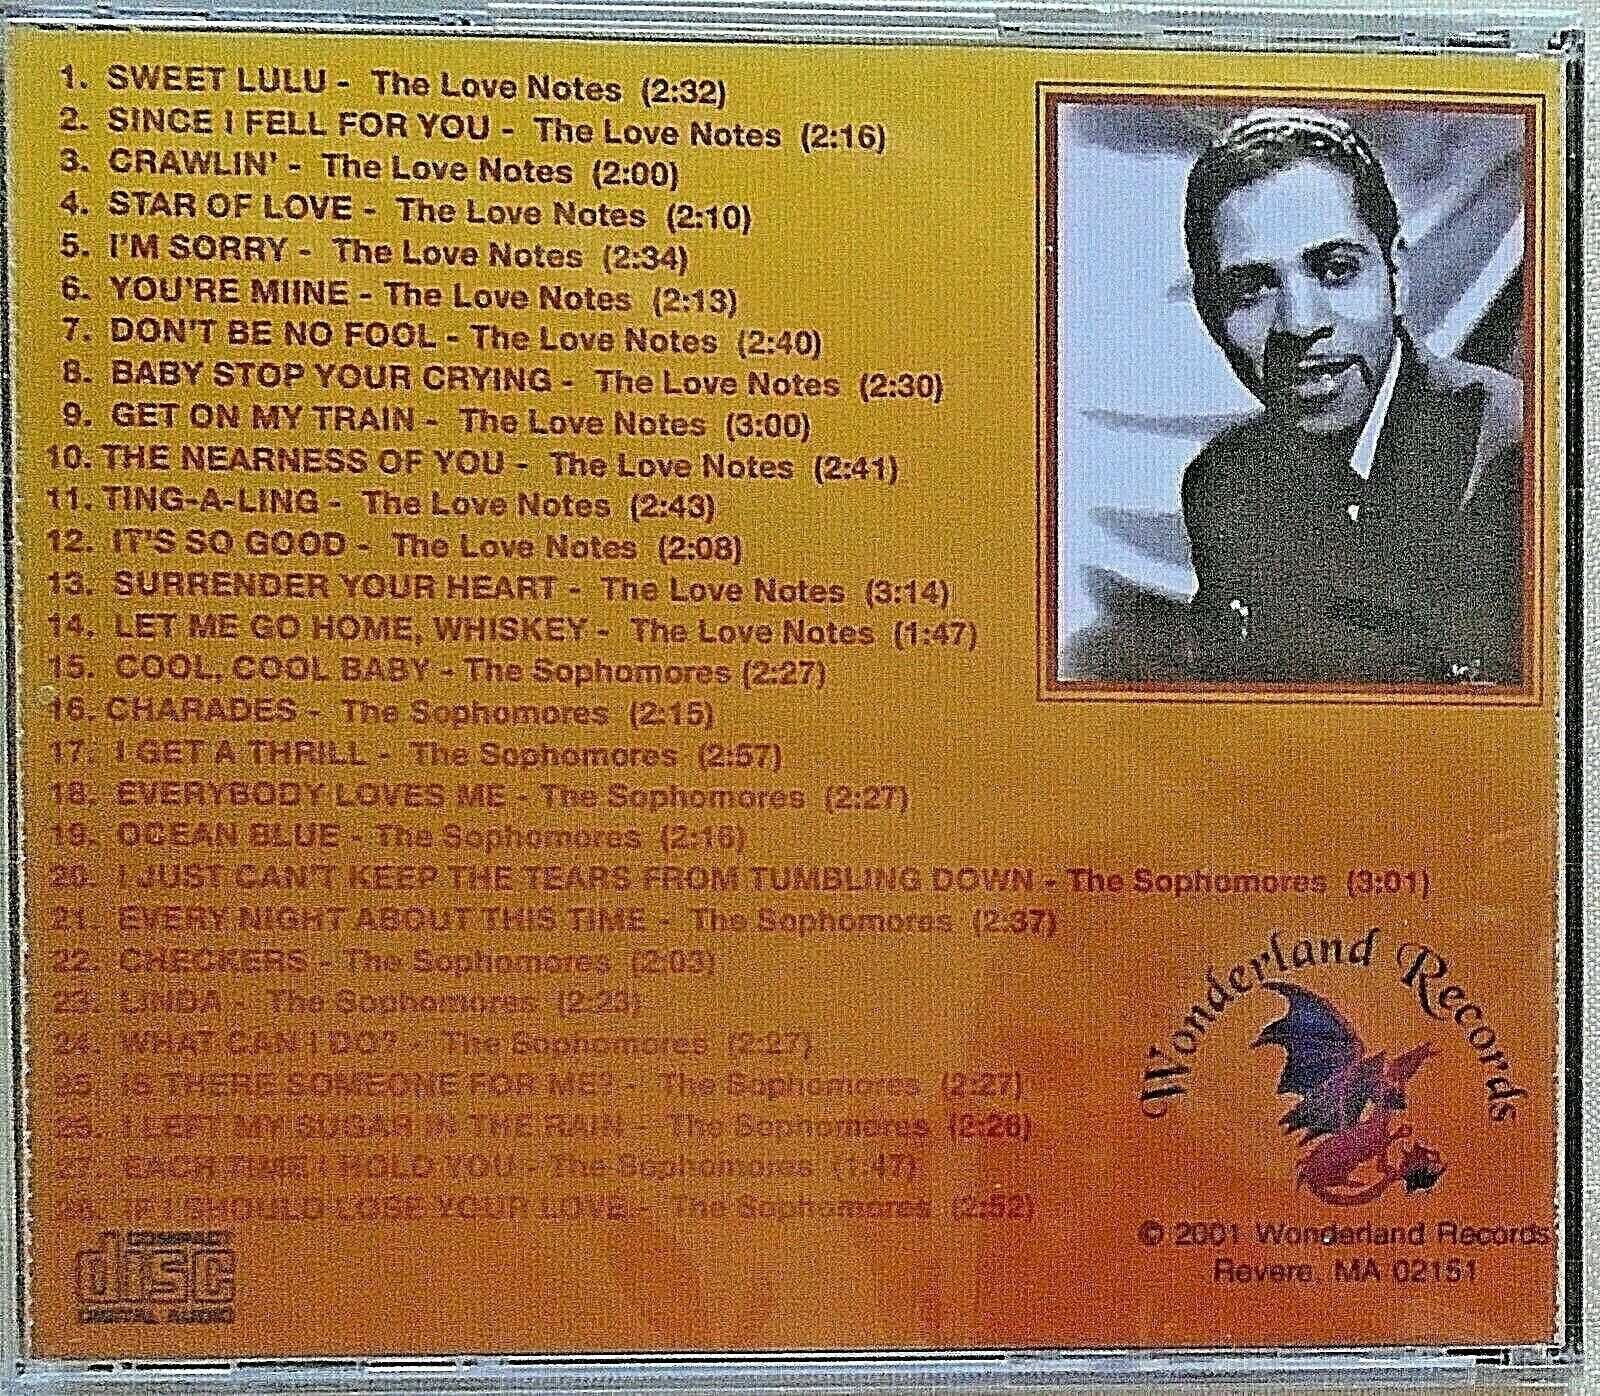 1. SWEET LULU - The Love Notes (2:32)
2. SINCE I FELL FOR YOU - The Love Notes (2:16)
3. CRAWLIN' - The Love Notes (2:00)
4. STAR OF LOVE - The Love Notes (2:10)
5. I'M SORRY - The Love Notes (2:34)
6. YOU'RE MIINE - The Love Notes (2:13)
7. DON'T BE NO FOOL - The Love Notes (2:40)
8. BABY STOP YOUR CRYING - The Love Notes (2:30)
9. GET ON MY TRAIN - The Love Notes (3:00)
10. THE NEARNESS OF YOU - The Love Notes (2:41)
11. TING-A-LING - The Love Notes (2:43)
12. IT'S SO GOOD - The Love Notes (2:08)
13. SURRENDER YOUR HEART - The Love Notes (3:14)
14. LET ME GO HOME, WHISKEY - The Love Notes (1:47)
15. COOL, COOL BABY - The Sophomores (2:27)
16. CHARADES - The Sophomores (2:15)
17. I GET A THRILL - The Sophomores (2:57)
18. EVERYBODY LOVES ME - The Sophomores (2:27)
19. OCEAN BLUE - The Sophomores (2:16)
20. I JUST CAN'T KEEP THE TEARS FROM TUMBLING DOWN - The Sophomores (3:01)
21. EVERY NIGHT ABOUT THIS TIME - The Sophomores (2:37)
22. CHECKERS - The Sophomores (2:03)
23. LINDA - The Sophomores (2:23)
24. WHAT CAN I DO? - The Sophomores (2:27)
25. IS THERE SOMEONE FOR ME? - The Sophomores (2:27)
26. I LEFT MY SUGAR IN THE RAIN - The Sophomores (2:26)
27. EACH TIME I HOLD YOU - The Sophomores (1:47)
28. IF I SHOULD LOSE YOUR LOVE - The Sophomores (2:52)
Wonderland Records
© 2001 Wonderland Records
Revere, MA 02151
COMPACT
disc
DIGITAL AUDIO